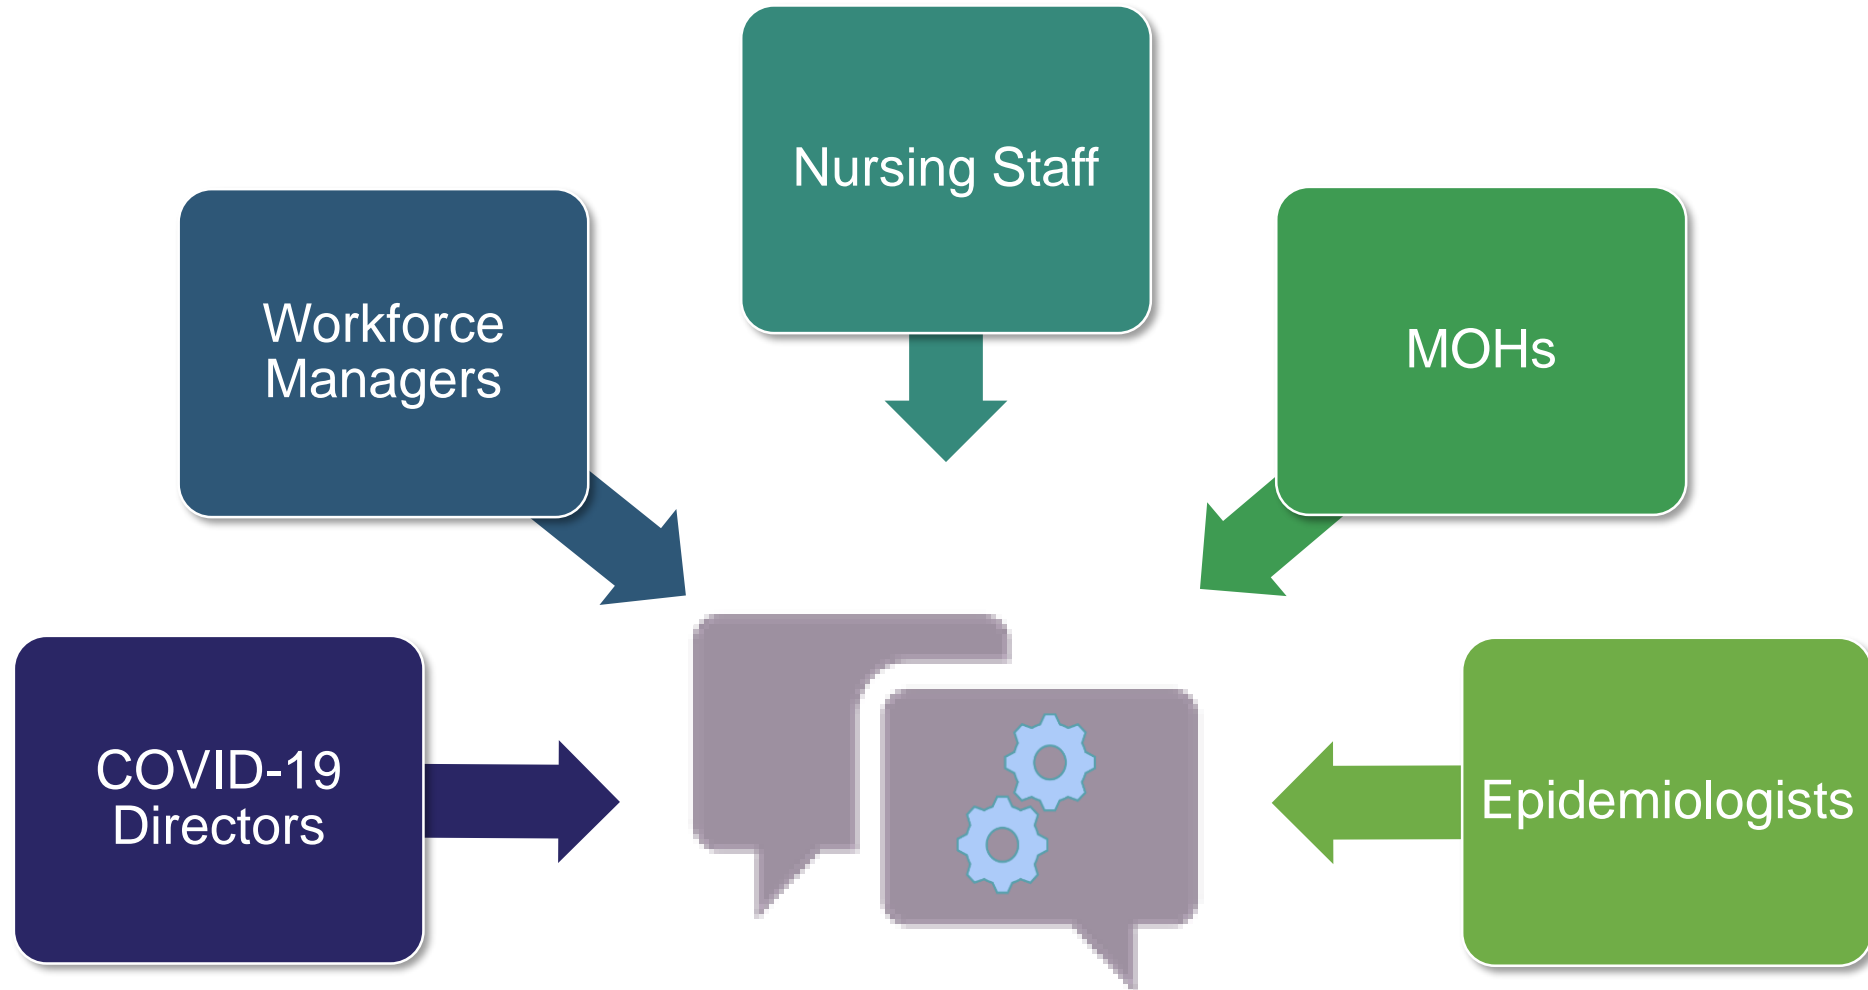 Nursing Staff
Workforce
Managers
MOHs
COVID-19
Directors
Epidemiologists